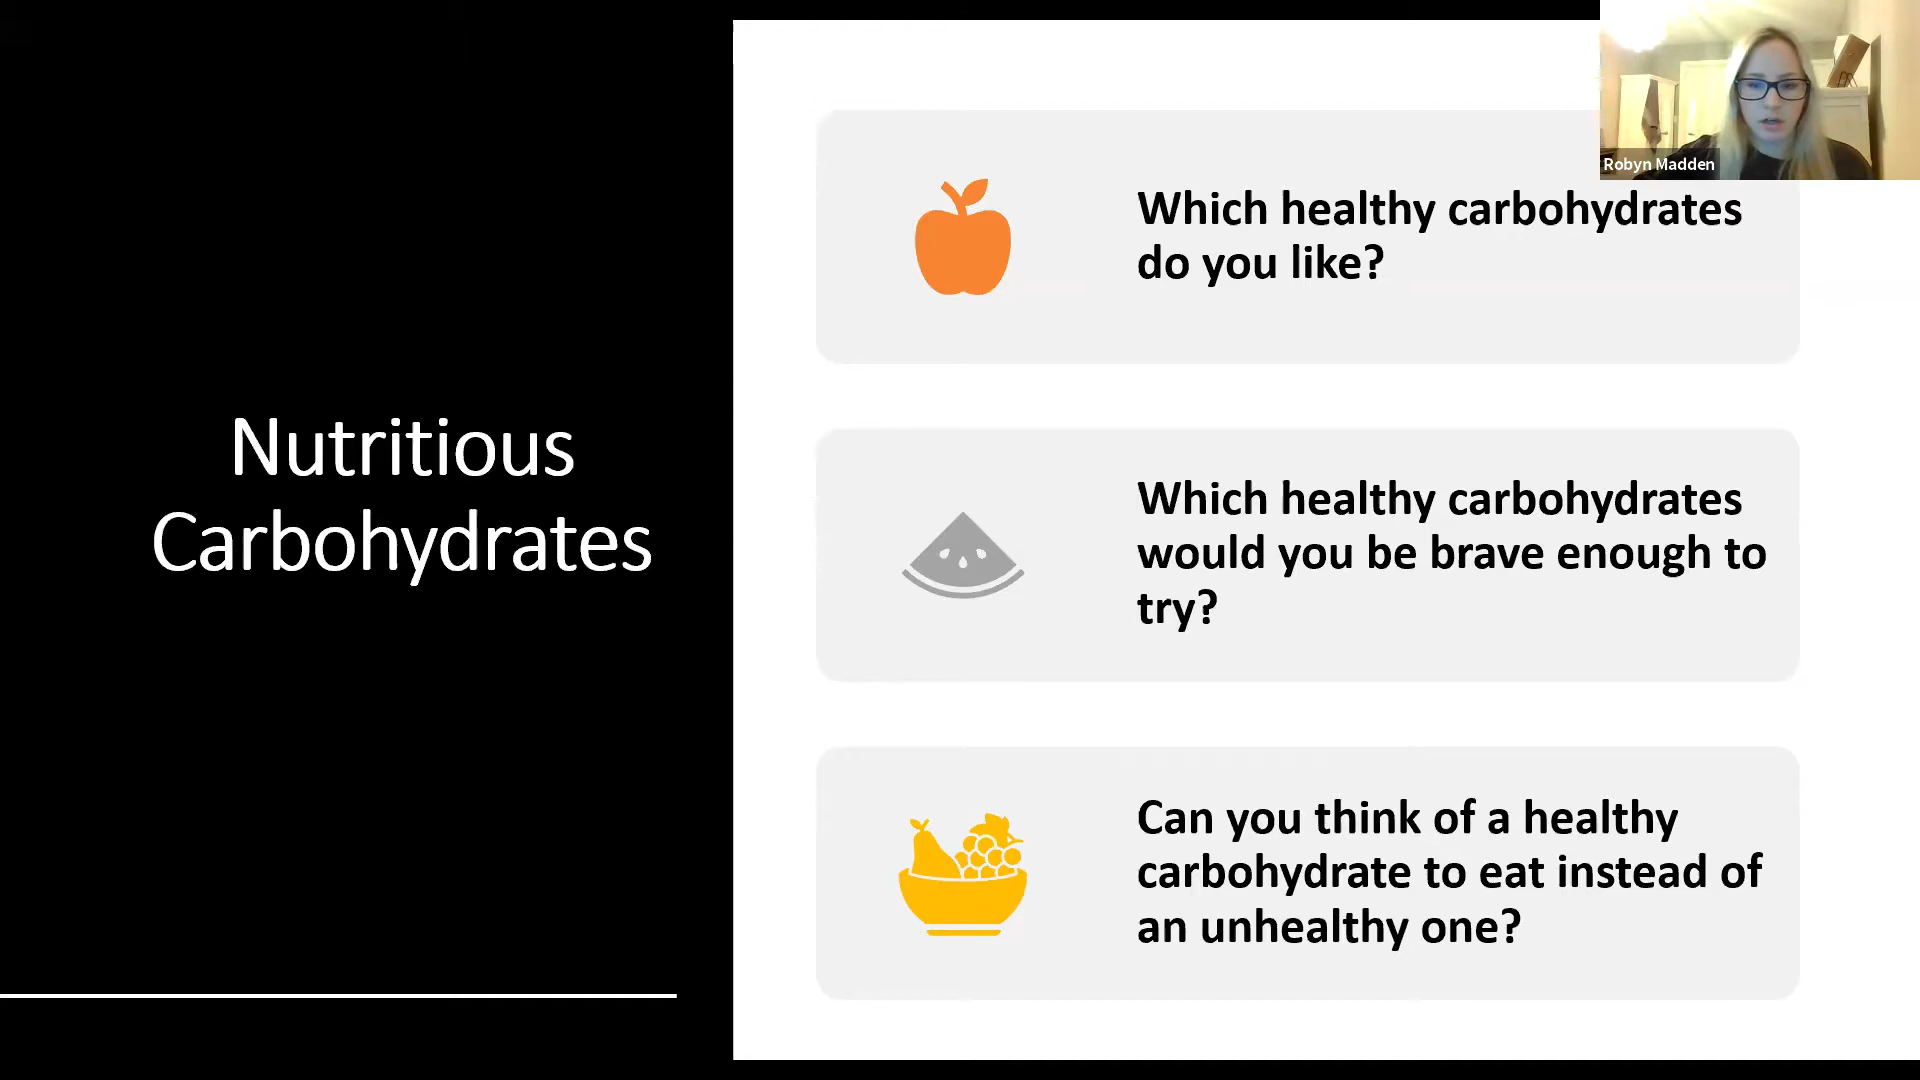 Nutritious
Carbohydrates
Robyn Madden
Which healthy carbohydrates
do you like?
Which healthy carbohydrates
would you be brave enough to
try?
Can you think of a healthy
carbohydrate to eat instead of
an unhealthy one?